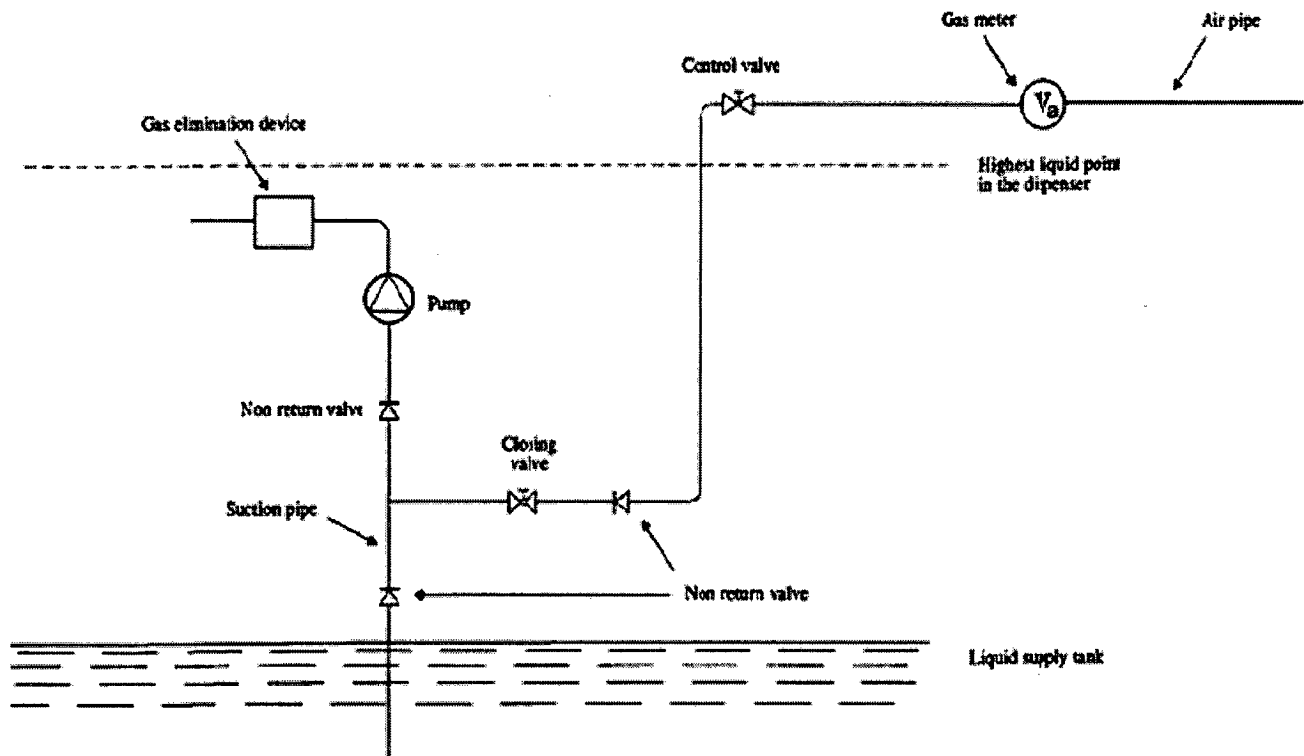 Gas meter
Air pipe
Control valve
Gas elimination device
Va
Highest liquid point
in the dipenser
Pump
Non return valve
Closing
valve
Suction pipe
Non return valve
Liquid supply tank